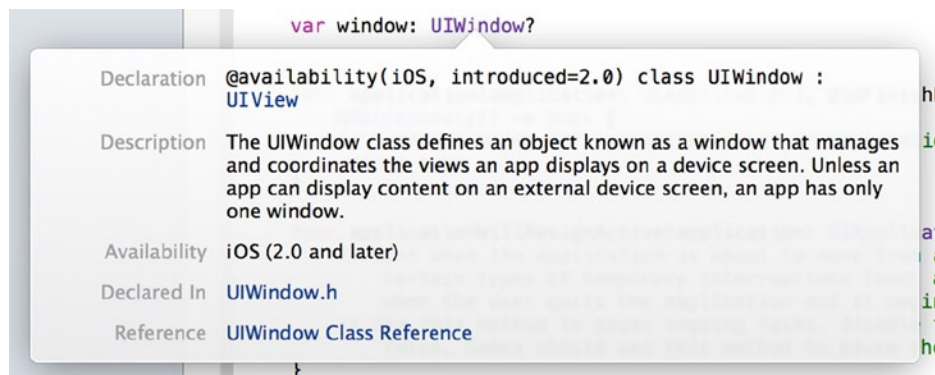 var window: UIWindow?
Declaration @availability(iOS, introduced=2.0) class UIWindow :
UIView
Description The UIWindow class defines an object known as a window that manages
and coordinates the views an app displays on a device screen. Unless an
app can display content on an external device screen, an app has only
one window.
Availability iOS (2.0 and later)
Declared In UIWindow.h
Reference UIWindow Class Reference
}